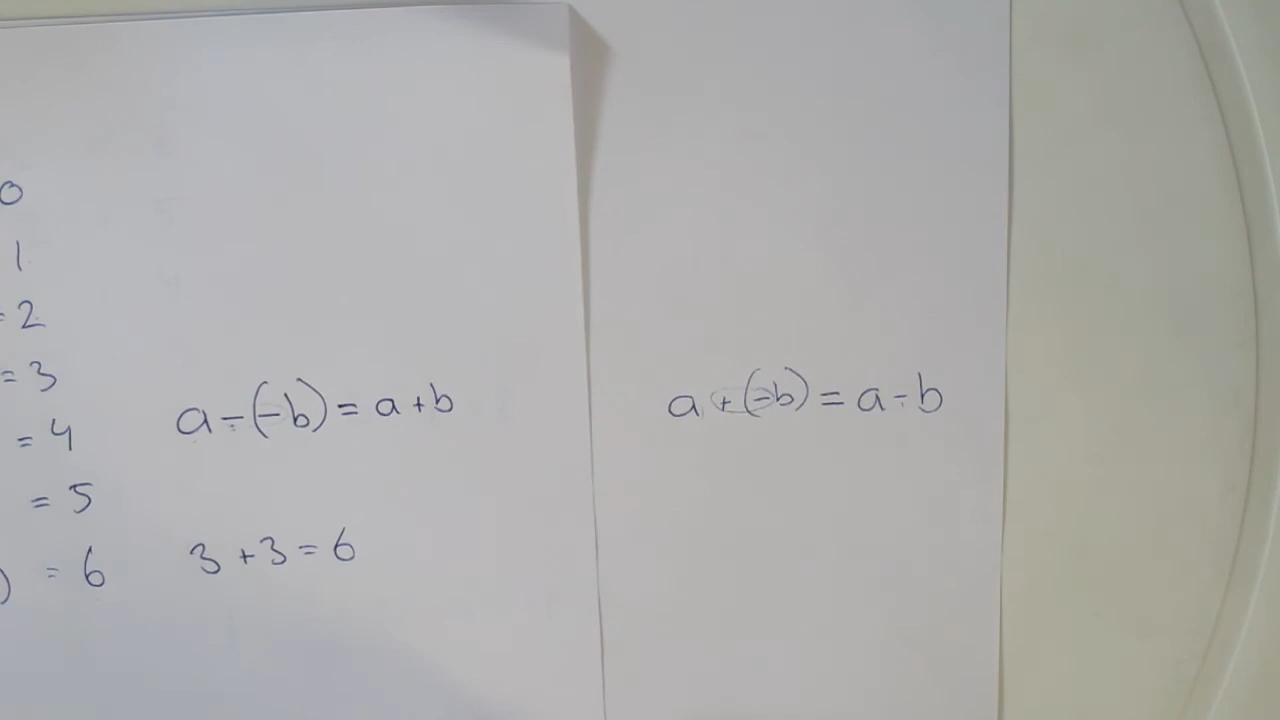 0
1
= 2
= 3
= 4
a - (-b) = a + b
a + (-b) = a - b
= 5
) = 6
3 + 3 = 6